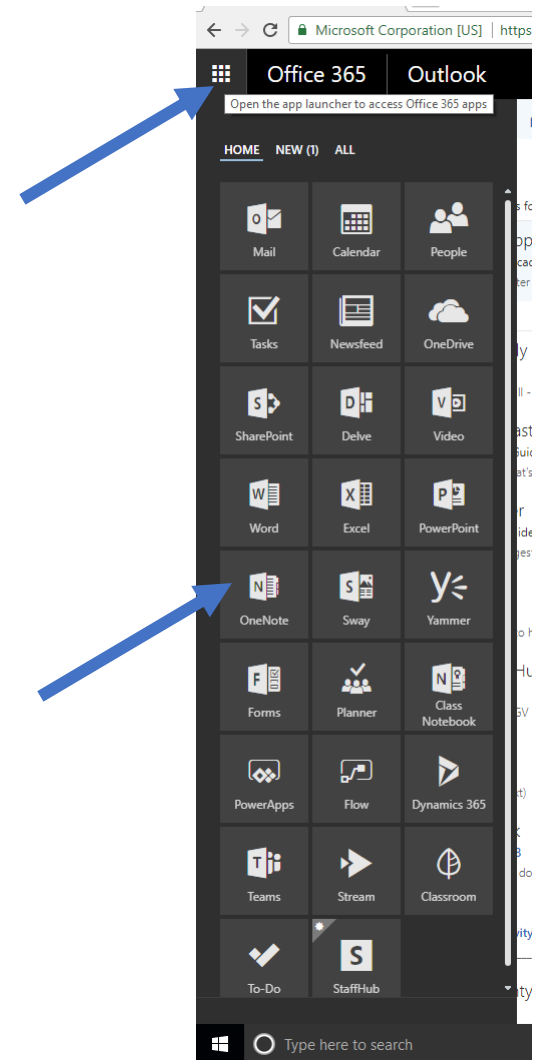 Microsoft Corporation [US] https
Office 365 Outlook
Open the app launcher to access Office 365 apps
HOME NEW (1) ALL
Mail Calendar People
Tasks Newsfeed OneDrive
SharePoint Delve Video
Word Excel PowerPoint
OneNote Sway Yammer
Forms Planner Class
Notebook
PowerApps Flow Dynamics 365
Teams Stream Classroom
To-Do StaffHub
Type here to search